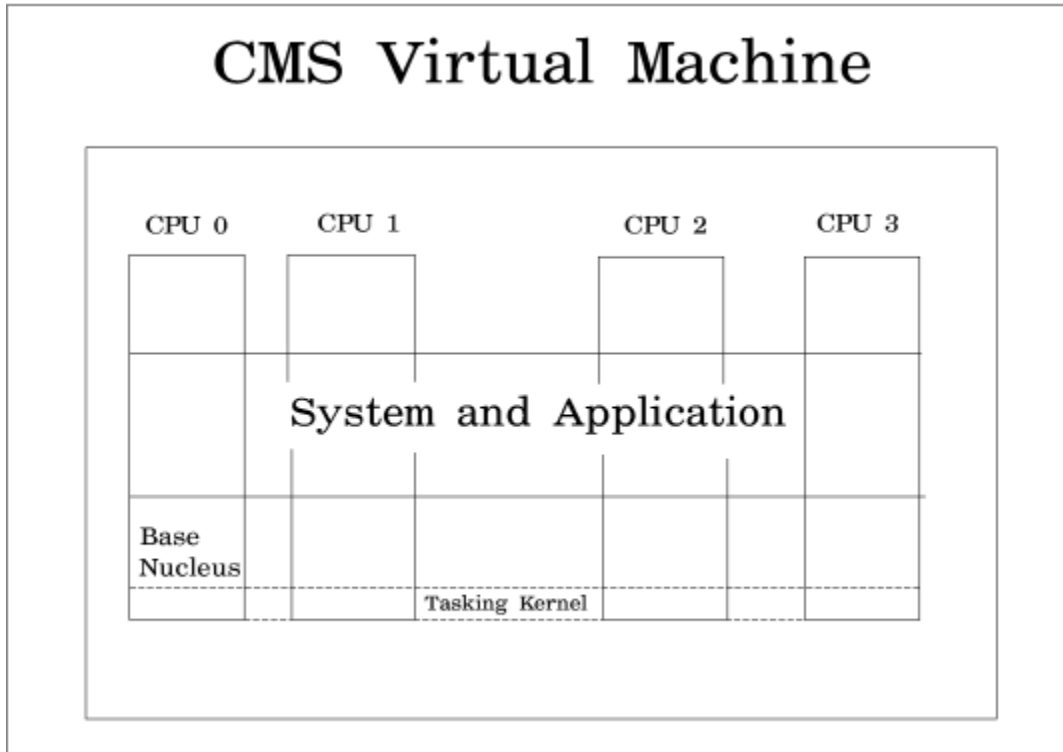 CMS Virtual Machine
CPU 0 CPU 1 CPU 2 CPU 3
System and Application
Base
Nucleus
Tasking Kernel